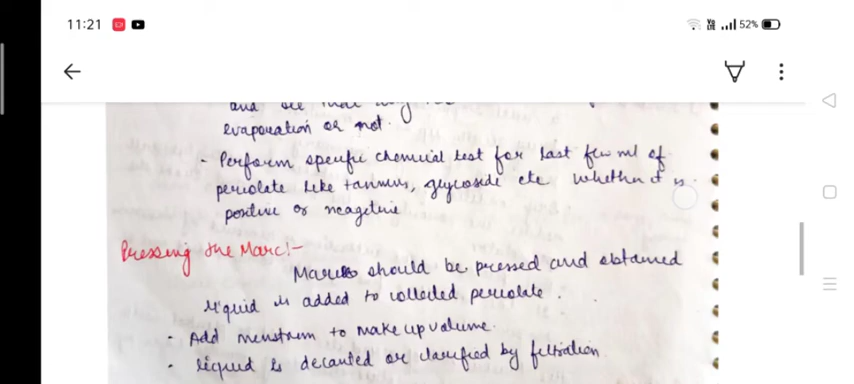 11:21
52%
evaporation or not.
- Perform specific chemical test for last few ml of
percolate like tannins, glycoside etc whether it is
positive or neagetive
Pressing the Marc:-
Marcs should be pressed and obtained
liquid is added to collected percolate.
- Add menstrum to make up volume.
- liquid is decanted or clarified by filtration